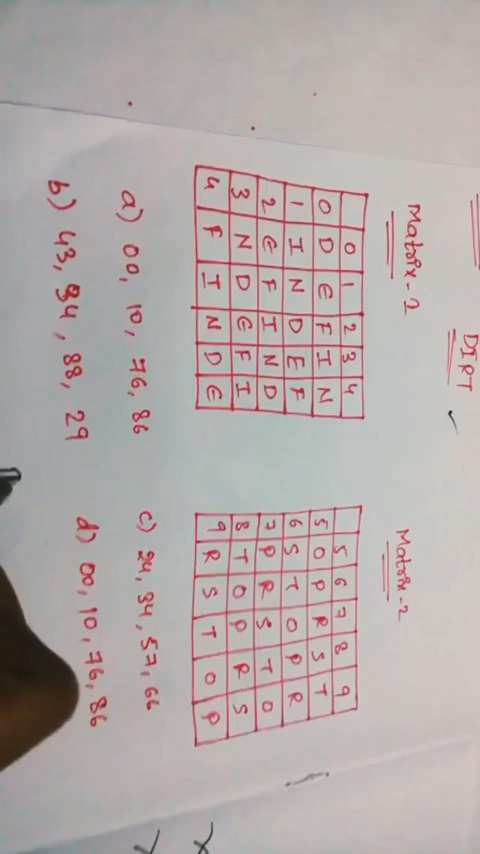 DIRT
Matrix-2
0 1 2 3 4
0 D E F I N
1 I N D E F
2 E F I N D
3 N D E F I
4 F I N D E
Matrix-2
5 6 7 8 9
5 O P R S T
6 S T O P R
7 P R S T O
8 T O P R S
9 R S T O P
a) 00, 10, 76, 86
b) 43, 34, 88, 29
c) 24, 34, 57, 66
d) 00, 10, 76, 86